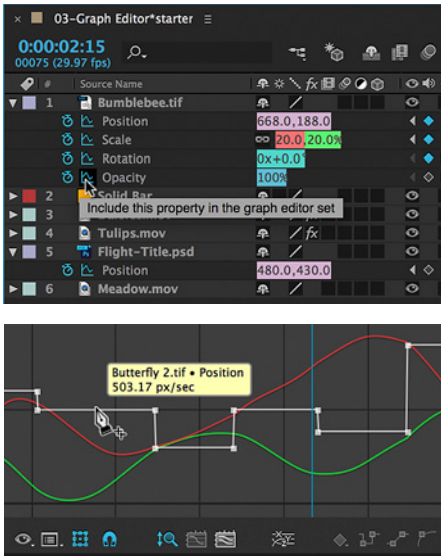 × 03-Graph Editor*starter
0:00:02:15
00075 (29.97 fps)
# Source Name fx
1 Bumblebee.tif
Position 668.0,188.0
Scale 20.0,20.0%
Rotation 0x+0.0°
Opacity 100%
2 Solid Bar
Include this property in the graph editor set
3
4 Tulips.mov fx
5 Flight-Title.psd
Position 480.0,430.0
6 Meadow.mov
Butterfly 2.tif • Position
503.17 px/sec